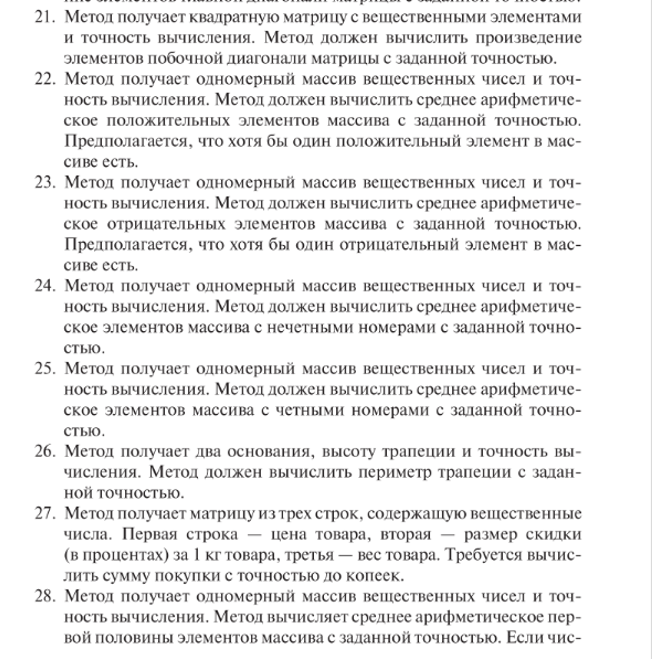 21. Метод получает квадратную матрицу с вещественными элементами
и точность вычисления. Метод должен вычислить произведение
элементов побочной диагонали матрицы с заданной точностью.
22. Метод получает одномерный массив вещественных чисел и точ-
ность вычисления. Метод должен вычислить среднее арифметиче-
ское положительных элементов массива с заданной точностью.
Предполагается, что хотя бы один положительный элемент в мас-
сиве есть.
23. Метод получает одномерный массив вещественных чисел и точ-
ность вычисления. Метод должен вычислить среднее арифметиче-
ское отрицательных элементов массива с заданной точностью.
Предполагается, что хотя бы один отрицательный элемент в мас-
сиве есть.
24. Метод получает одномерный массив вещественных чисел и точ-
ность вычисления. Метод должен вычислить среднее арифметиче-
ское элементов массива с нечетными номерами с заданной точно-
стью.
25. Метод получает одномерный массив вещественных чисел и точ-
ность вычисления. Метод должен вычислить среднее арифметиче-
ское элементов массива с четными номерами с заданной точно-
стью.
26. Метод получает два основания, высоту трапеции и точность вы-
числения. Метод должен вычислить периметр трапеции с задан-
ной точностью.
27. Метод получает матрицу из трех строк, содержащую вещественные
числа. Первая строка — цена товара, вторая — размер скидки
(в процентах) за 1 кг товара, третья — вес товара. Требуется вычис-
лить сумму покупки с точностью до копеек.
28. Метод получает одномерный массив вещественных чисел и точ-
ность вычисления. Метод вычисляет среднее арифметическое пер-
вой половины элементов массива с заданной точностью. Если чис-